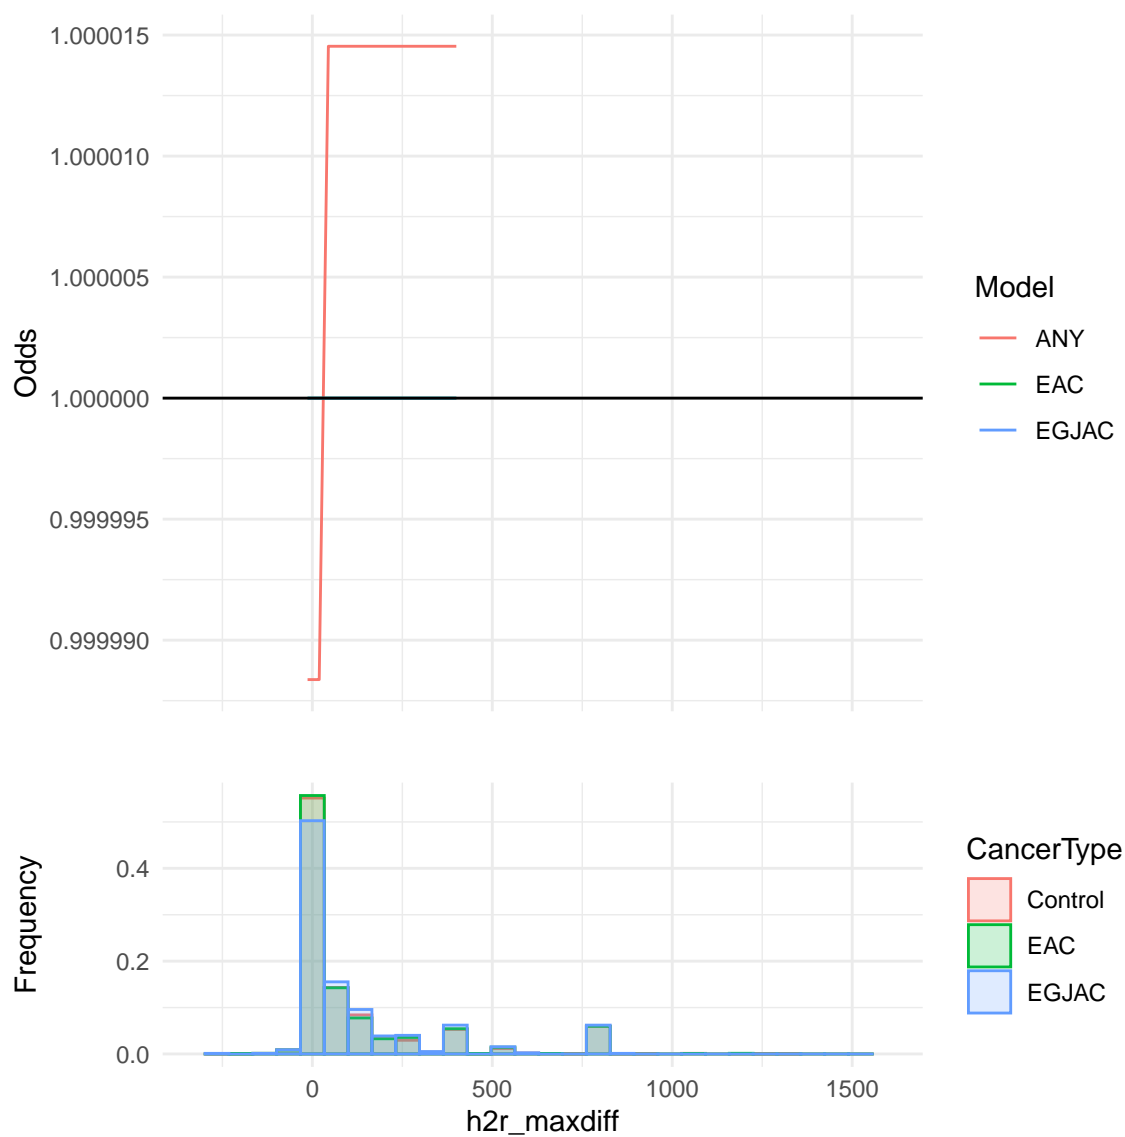 1.000015
1.000010
1.000005
1.000000
0.999995
0.999990
Odds
Model
ANY
EAC
EGJAC
0.4
0.2
0.0
Frequency
0
500
1000
1500
h2r_maxdiff
CancerType
Control
EAC
EGJAC